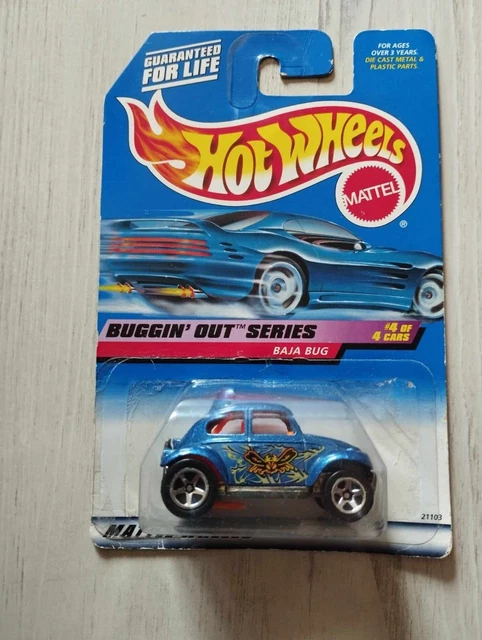 GUARANTEED
FOR LIFE
FOR AGES
OVER 3 YEARS.
DIE CAST METAL &
PLASTIC PARTS.
HOT WHEELS
MATTEL
®
BUGGIN' OUT™ SERIES
#4 OF
4 CARS
BAJA BUG
21103